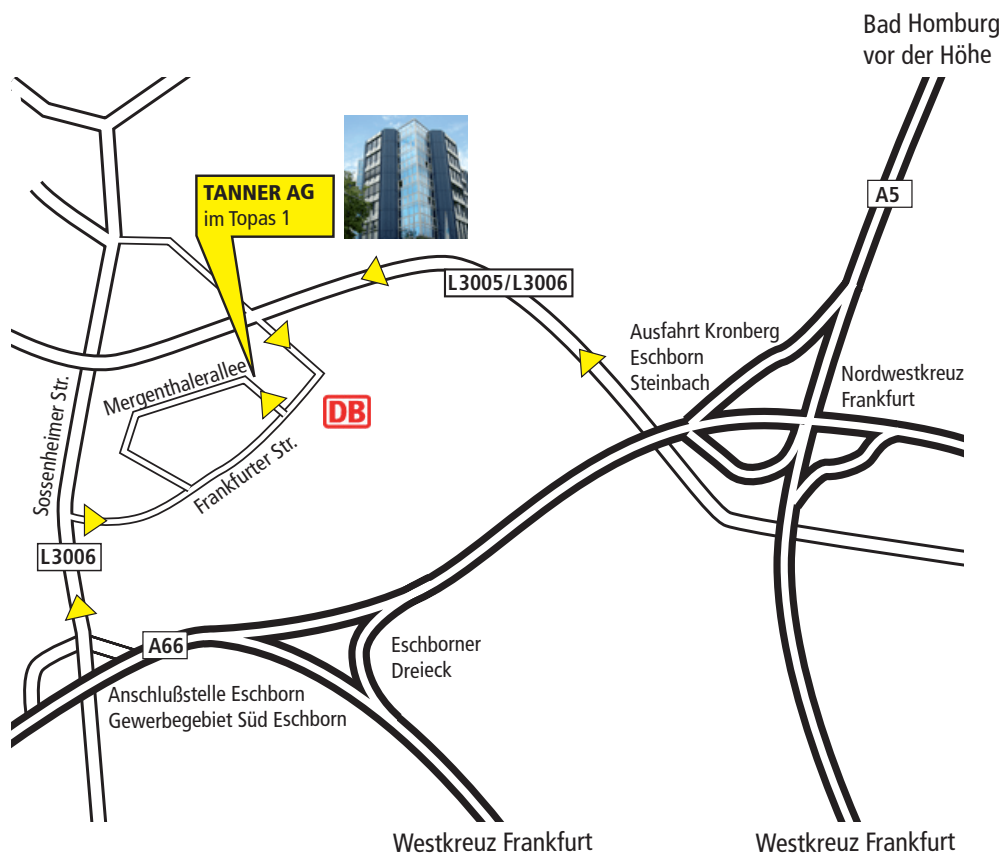 Bad Homburg
vor der Höhe
A5
TANNER AG
im Topas 1
L3005/L3006
Ausfahrt Kronberg
Eschborn
Steinbach
Nordwestkreuz
Frankfurt
Mergenthalerallee
DB
Sossenheimer Str.
Frankfurter Str.
L3006
A66
Eschborner
Dreieck
Anschlußstelle Eschborn
Gewerbegebiet Süd Eschborn
Westkreuz Frankfurt
Westkreuz Frankfurt